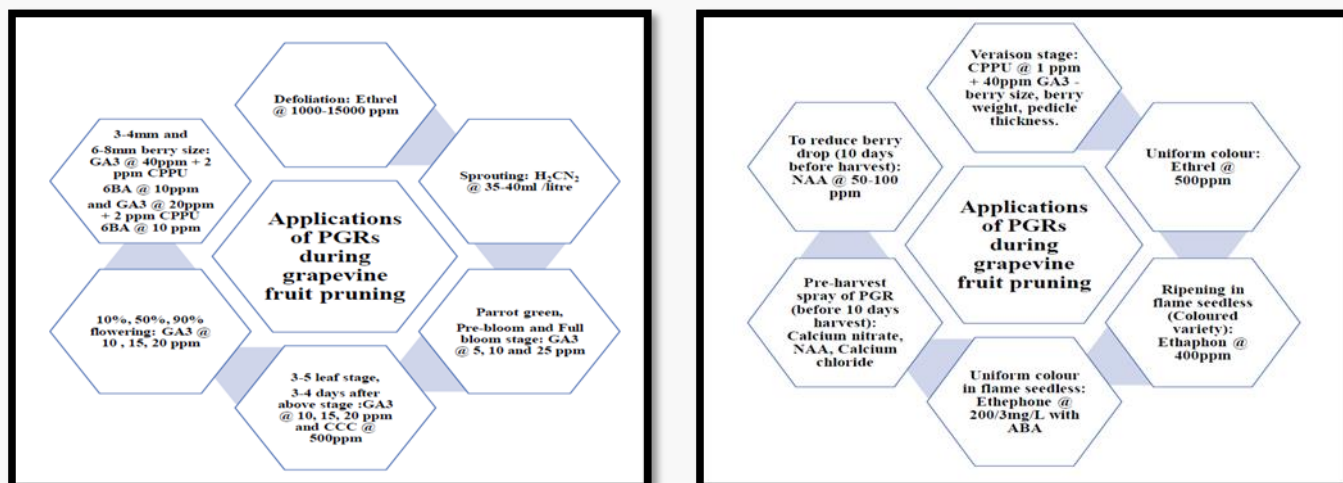 Defoliation: Ethrel
@ 1000-15000 ppm
Sprouting: H₂CN₂
@ 35-40ml /litre
Parrot green,
Pre-bloom and Full
bloom stage: GA3
@ 5, 10 and 25 ppm
3-5 leaf stage,
3-4 days after
above stage :GA3
@ 10, 15, 20 ppm
and CCC @
500ppm
10%, 50%, 90%
flowering: GA3 @
10 , 15, 20 ppm
3-4mm and
6-8mm berry size:
GA3 @ 40ppm + 2
ppm CPPU
6BA @ 10ppm
and GA3 @ 20ppm
+ 2 ppm CPPU
6BA @ 10 ppm
Applications
of PGRs
during
grapevine
fruit pruning
Veraison stage:
CPPU @ 1 ppm
+ 40ppm GA3 -
berry size, berry
weight, pedicle
thickness.
Uniform colour:
Ethrel @
500ppm
Ripening in
flame seedless
(Coloured
variety):
Ethaphon @
400ppm
Uniform colour
in flame seedless:
Ethephone @
200/3mg/L with
ABA
Pre-harvest
spray of PGR
(before 10 days
harvest):
Calcium nitrate,
NAA, Calcium
chloride
To reduce berry
drop (10 days
before harvest):
NAA @ 50-100
ppm
Applications
of PGRs
during
grapevine
fruit pruning